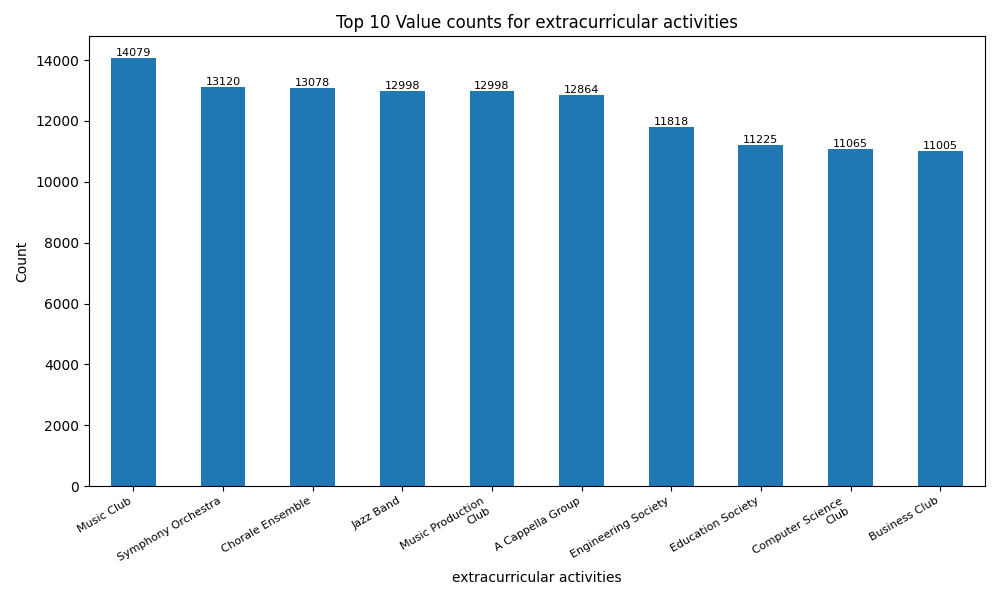 Top 10 Value counts for extracurricular activities
14079
13120
13078
12998
12998
12864
11818
11225
11065
11005
14000
12000
10000
8000
6000
4000
2000
0
Count
Music Club
Symphony Orchestra
Chorale Ensemble
Jazz Band
Music Production
Club
A Cappella Group
Engineering Society
Education Society
Computer Science
Club
Business Club
extracurricular activities